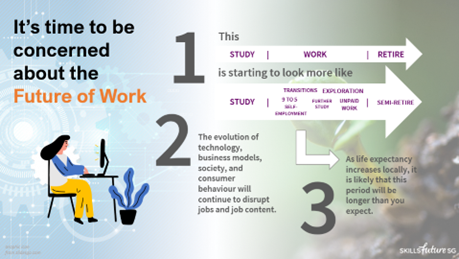 It's time to be
concerned
about the
Future of Work
1
This
STUDY | WORK | RETIRE
is starting to look more like
TRANSITIONS EXPLORATION
STUDY | 9 TO 5 FURTHER UNPAID | SEMI-RETIRE
SELF- STUDY WORK
EMPLOYMENT
2
The evolution of
technology,
business models,
society, and
consumer
behaviour will
continue to disrupt
jobs and job content.
3
As life expectancy
increases locally, it
is likely that this
period will be
longer than you
expect.
SKILLSfuture SG